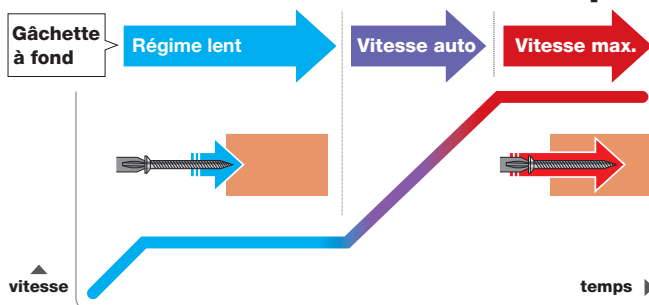 Gâchette
à fond
Régime lent
Vitesse auto
Vitesse max.
vitesse
temps